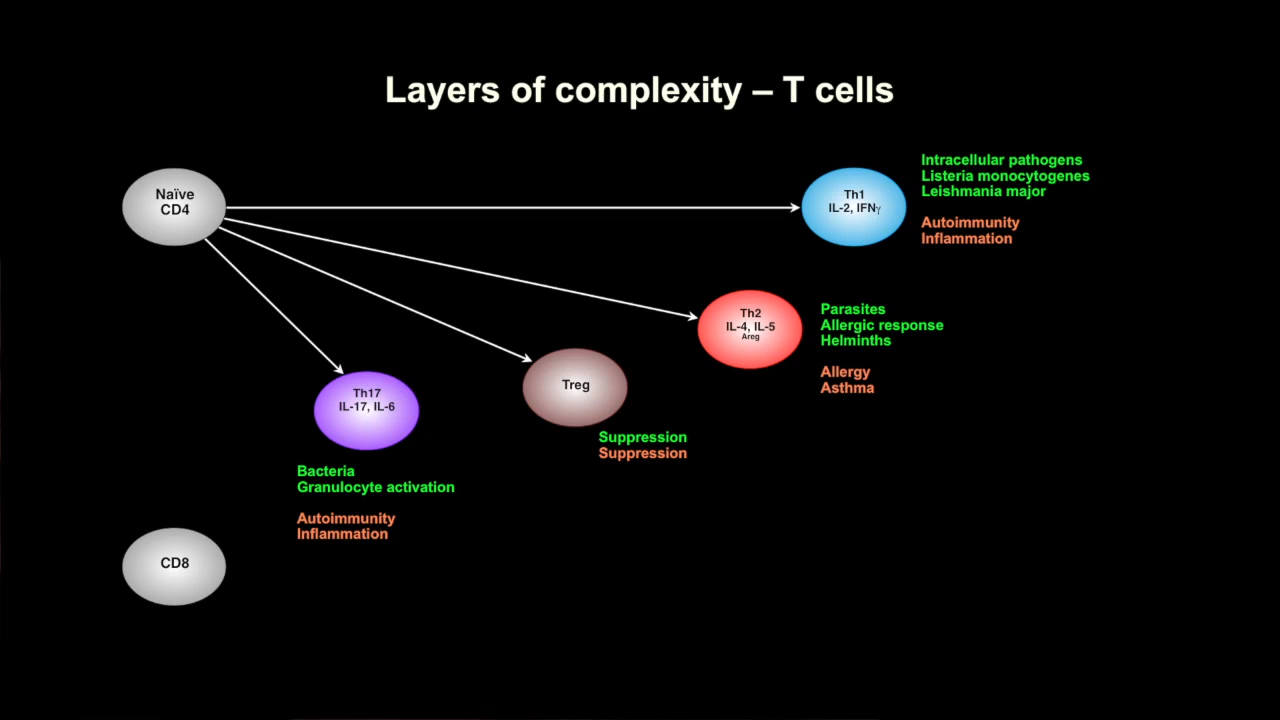 Layers of complexity – T cells
Naïve
CD4
Th1
IL-2, IFNγ
Intracellular pathogens
Listeria monocytogenes
Leishmania major
Autoimmunity
Inflammation
Th2
IL-4, IL-5
Areg
Parasites
Allergic response
Helminths
Allergy
Asthma
Treg
Suppression
Suppression
Th17
IL-17, IL-6
Bacteria
Granulocyte activation
Autoimmunity
Inflammation
CD8